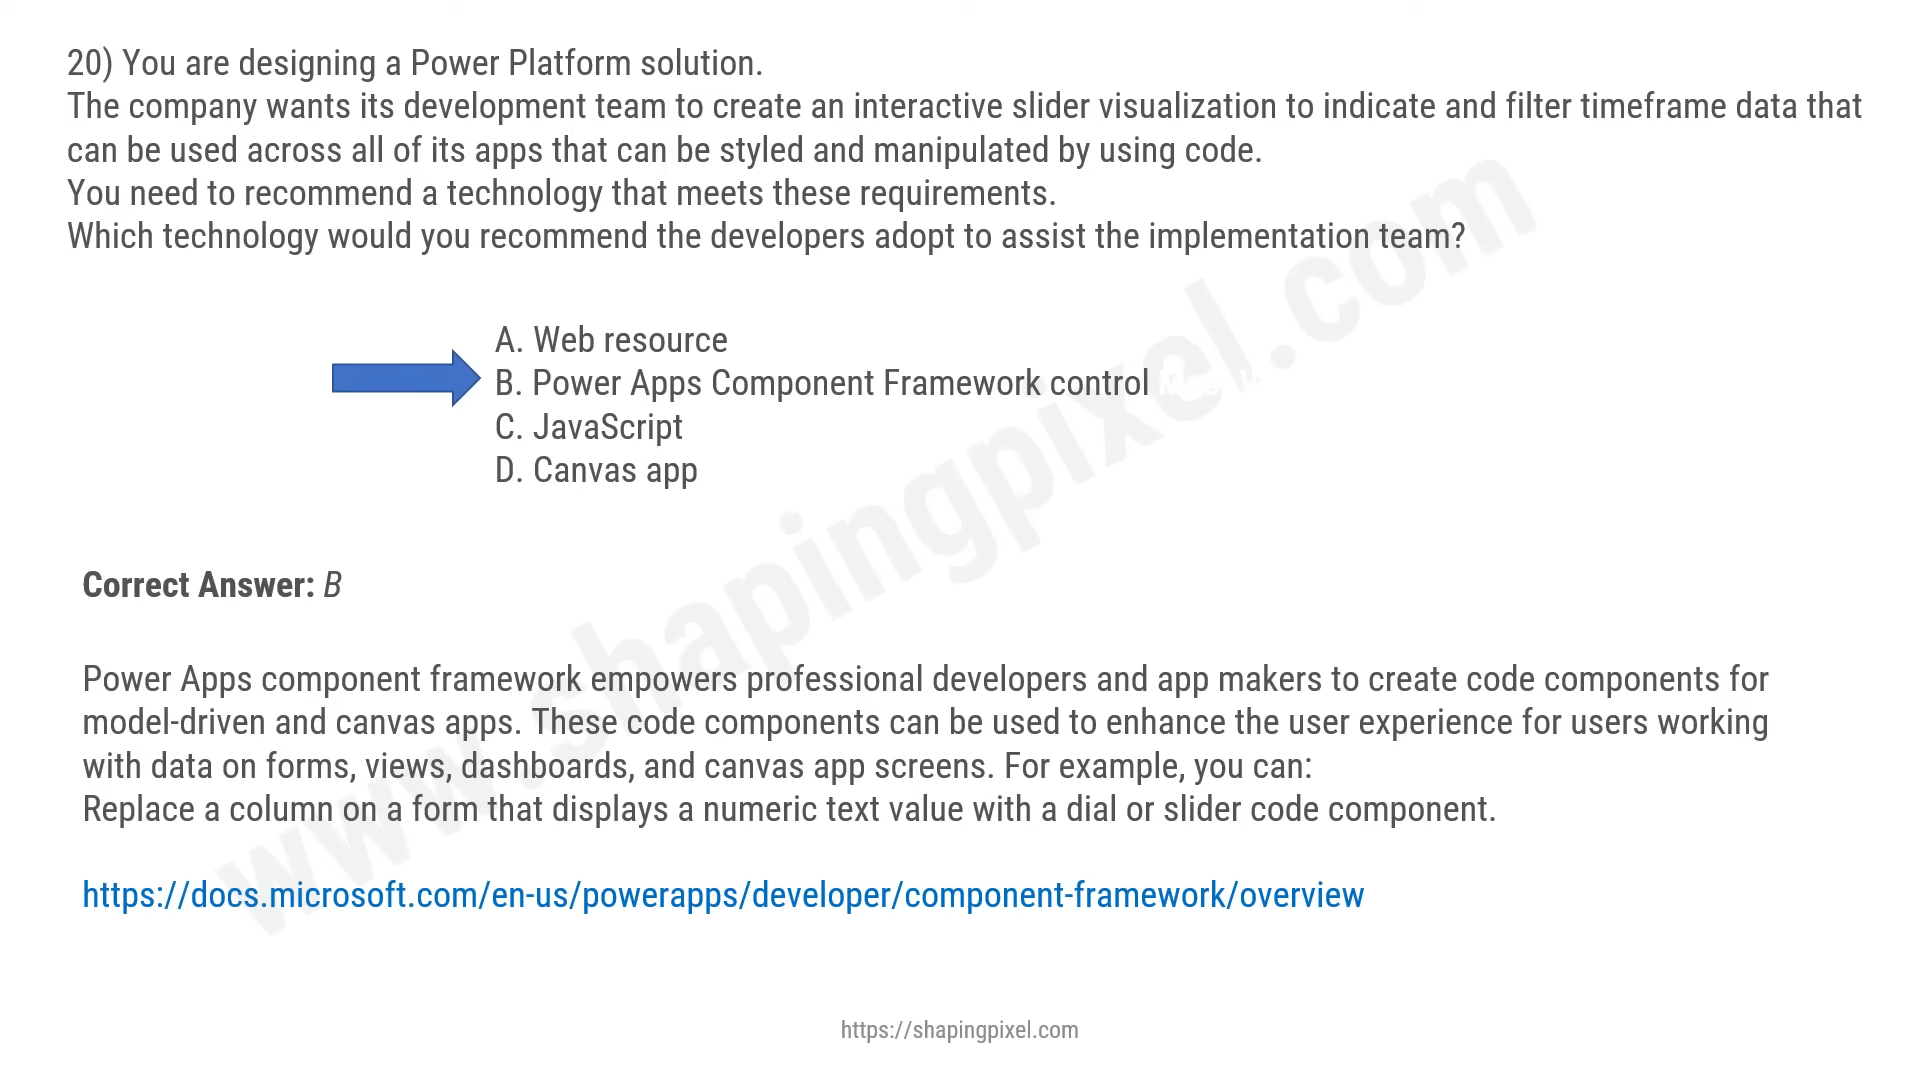 20) You are designing a Power Platform solution.
The company wants its development team to create an interactive slider visualization to indicate and filter timeframe data that
can be used across all of its apps that can be styled and manipulated by using code.
You need to recommend a technology that meets these requirements.
Which technology would you recommend the developers adopt to assist the implementation team?
A. Web resource
B. Power Apps Component Framework control
C. JavaScript
D. Canvas app
www.shapingpixel.com
Correct Answer: B
Power Apps component framework empowers professional developers and app makers to create code components for
model-driven and canvas apps. These code components can be used to enhance the user experience for users working
with data on forms, views, dashboards, and canvas app screens. For example, you can:
Replace a column on a form that displays a numeric text value with a dial or slider code component.
https://docs.microsoft.com/en-us/powerapps/developer/component-framework/overview
https://shapingpixel.com